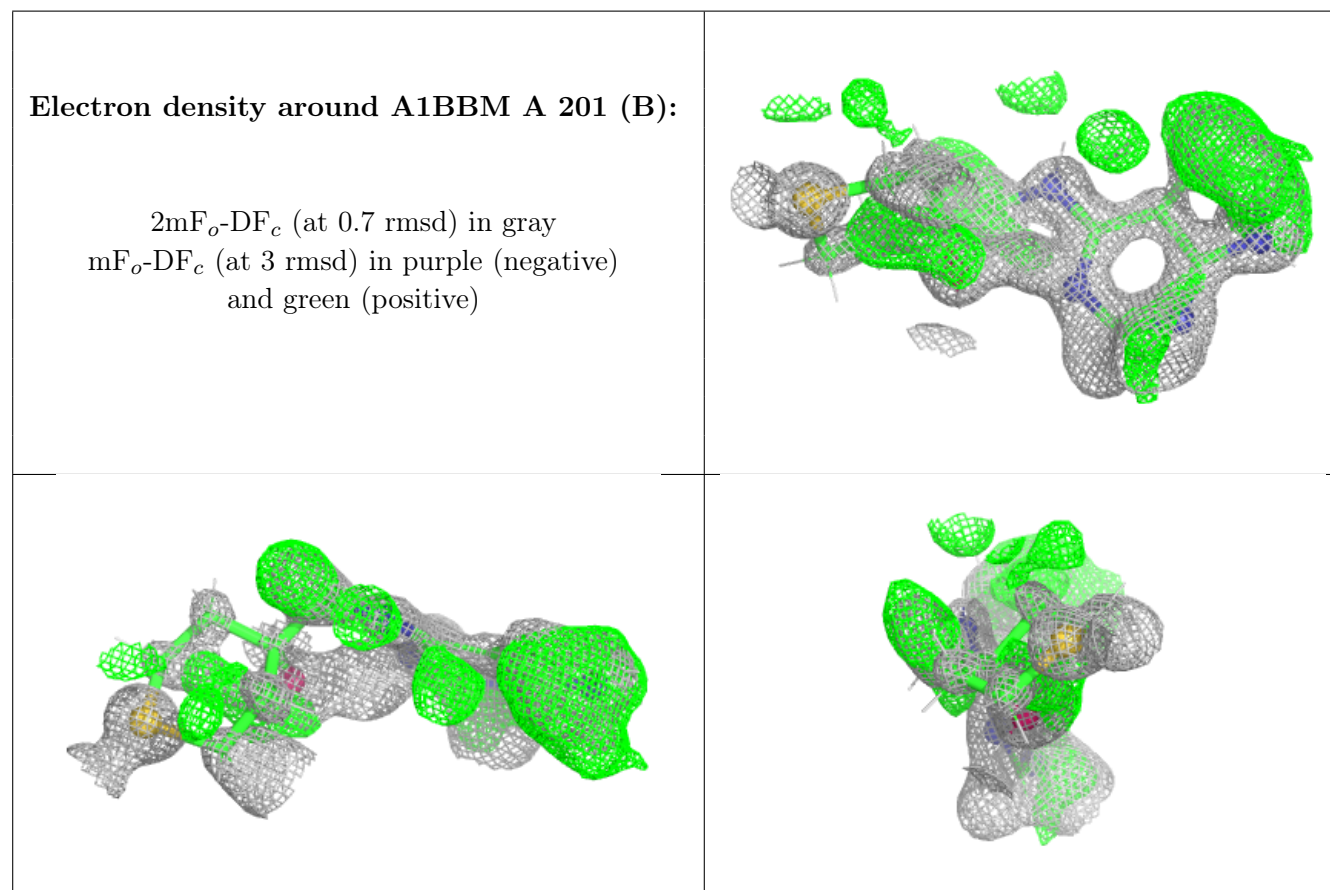 Electron density around A1BBM A 201 (B):
2mFo-DFc (at 0.7 rmsd) in gray
mFo-DFc (at 3 rmsd) in purple (negative)
and green (positive)